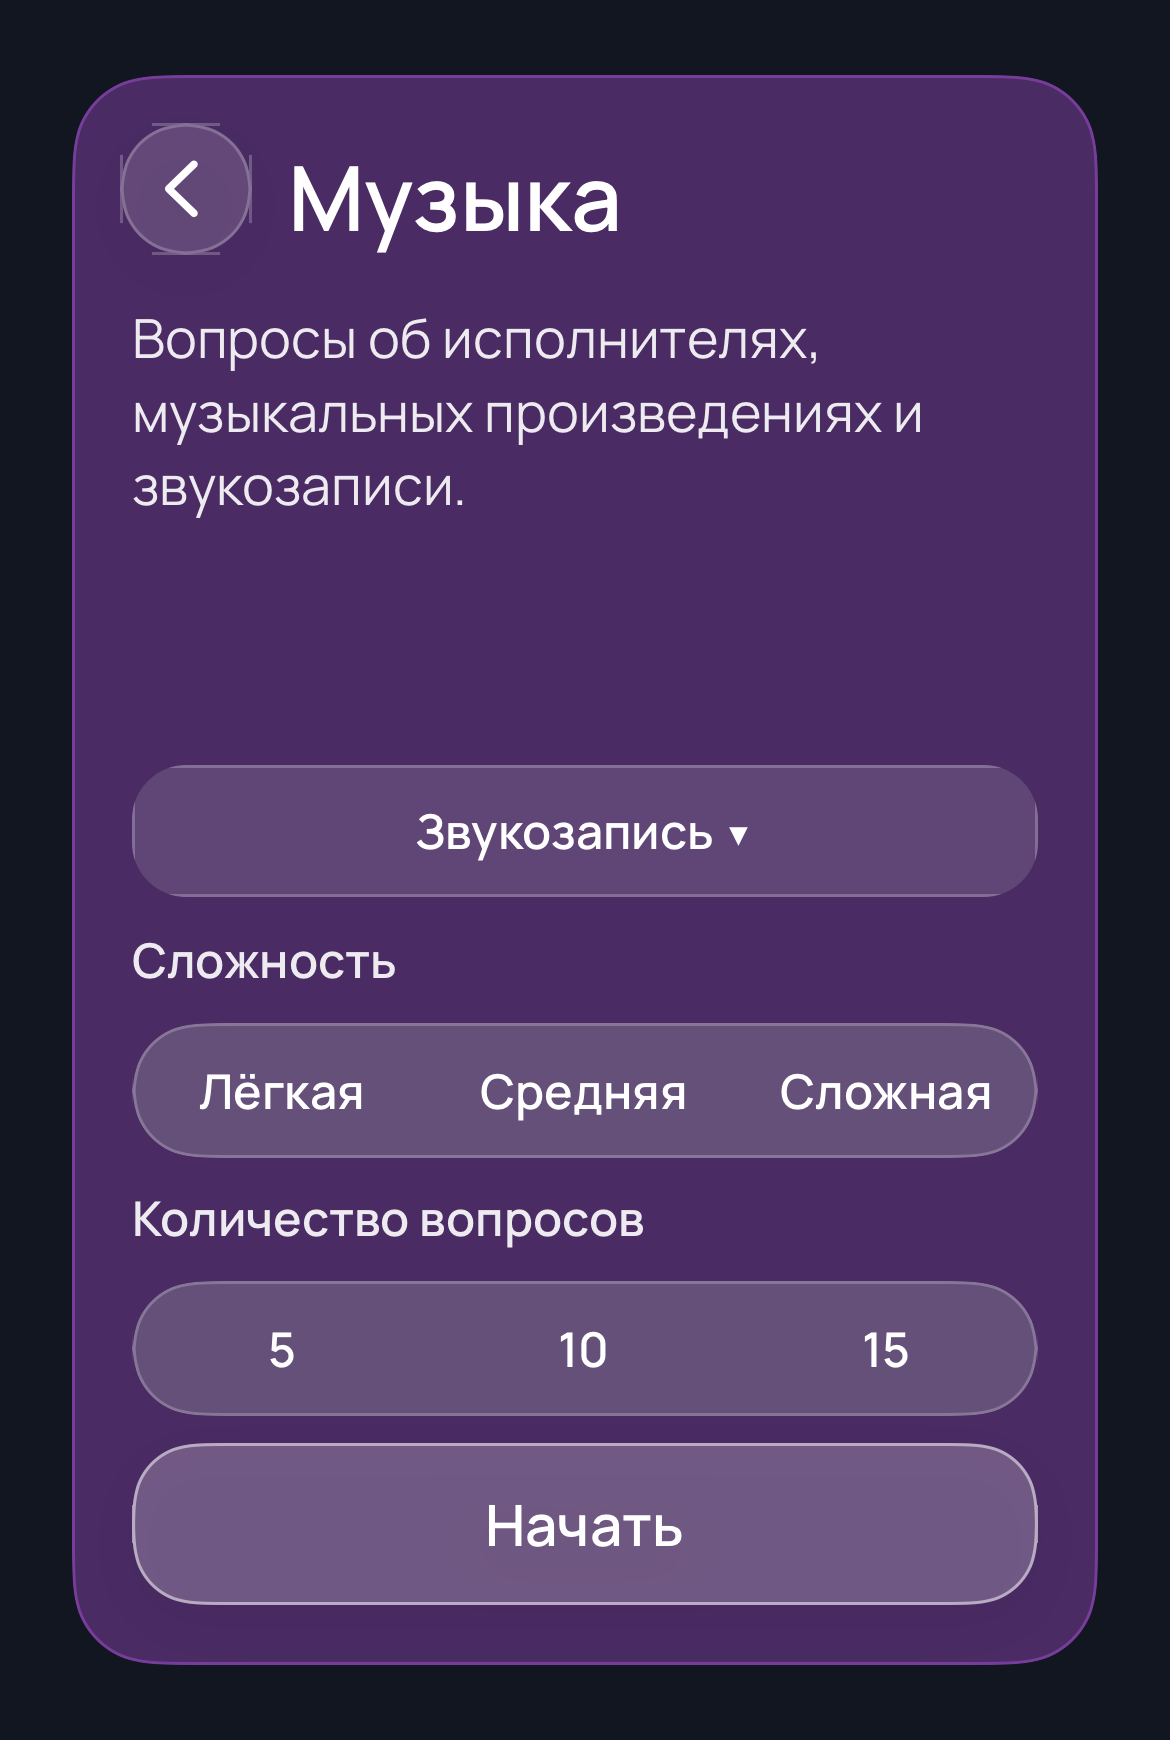 Музыка
Вопросы об исполнителях,
музыкальных произведениях и
звукозаписи.
Звукозапись ▼
Сложность
Лёгкая Средняя Сложная
Количество вопросов
5 10 15
Начать